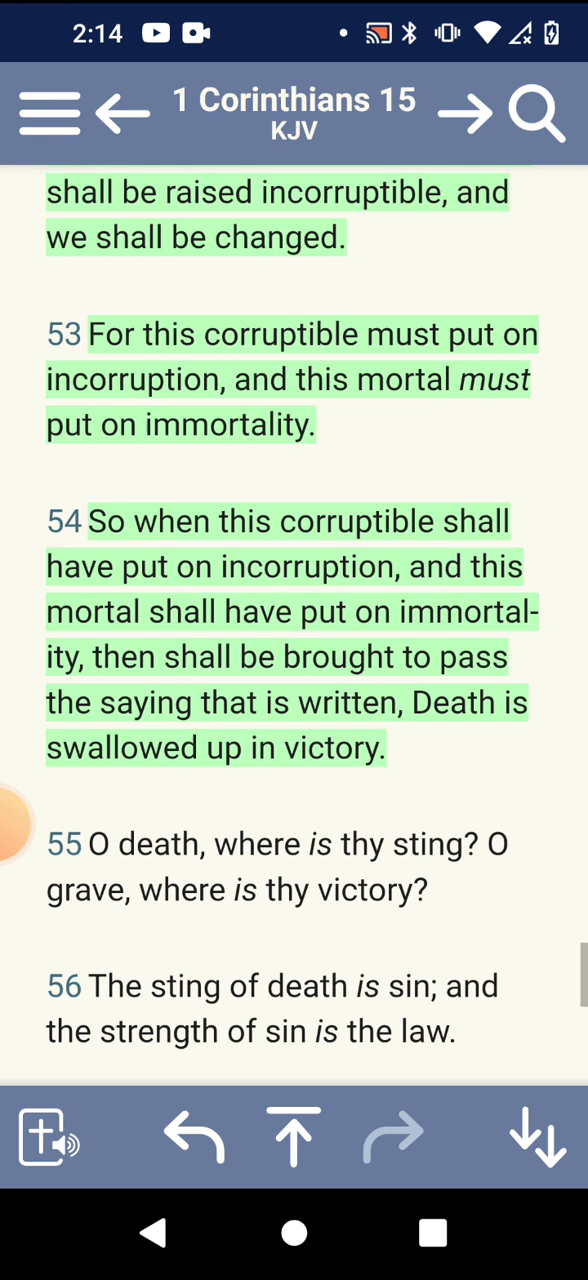 2:14
1 Corinthians 15
KJV
shall be raised incorruptible, and
we shall be changed.
53 For this corruptible must put on
incorruption, and this mortal must
put on immortality.
54 So when this corruptible shall
have put on incorruption, and this
mortal shall have put on immortal-
ity, then shall be brought to pass
the saying that is written, Death is
swallowed up in victory.
55 O death, where is thy sting? O
grave, where is thy victory?
56 The sting of death is sin; and
the strength of sin is the law.